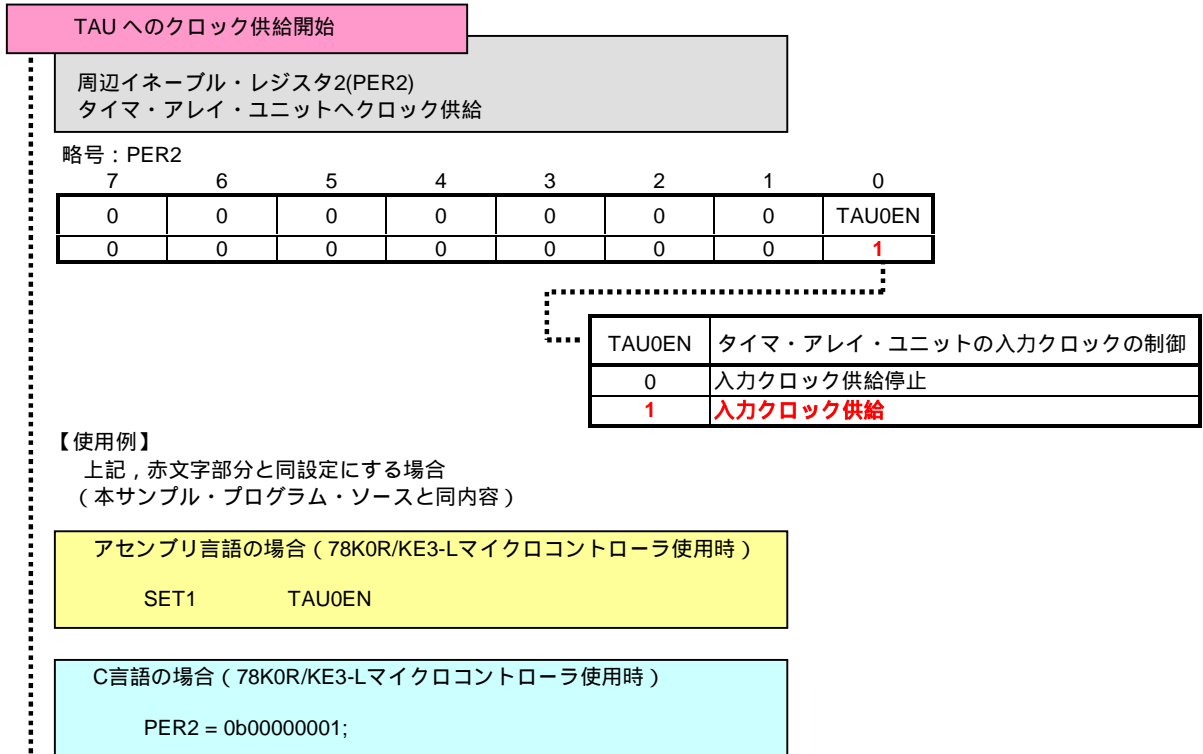 TAU へのクロック供給開始
周辺イネーブル・レジスタ2(PER2)
タイマ・アレイ・ユニットへクロック供給
略号：PER2
7 6 5 4 3 2 1 0
0 0 0 0 0 0 0 TAU0EN
0 0 0 0 0 0 0 1
TAU0EN タイマ・アレイ・ユニットの入力クロックの制御
0 入力クロック供給停止
1 入力クロック供給
【使用例】
上記，赤文字部分と同設定にする場合
（本サンプル・プログラム・ソースと同内容）
アセンブリ言語の場合（78K0R/KE3-Lマイクロコントローラ使用時）
SET1 TAU0EN
C言語の場合（78K0R/KE3-Lマイクロコントローラ使用時）
PER2 = 0b00000001;